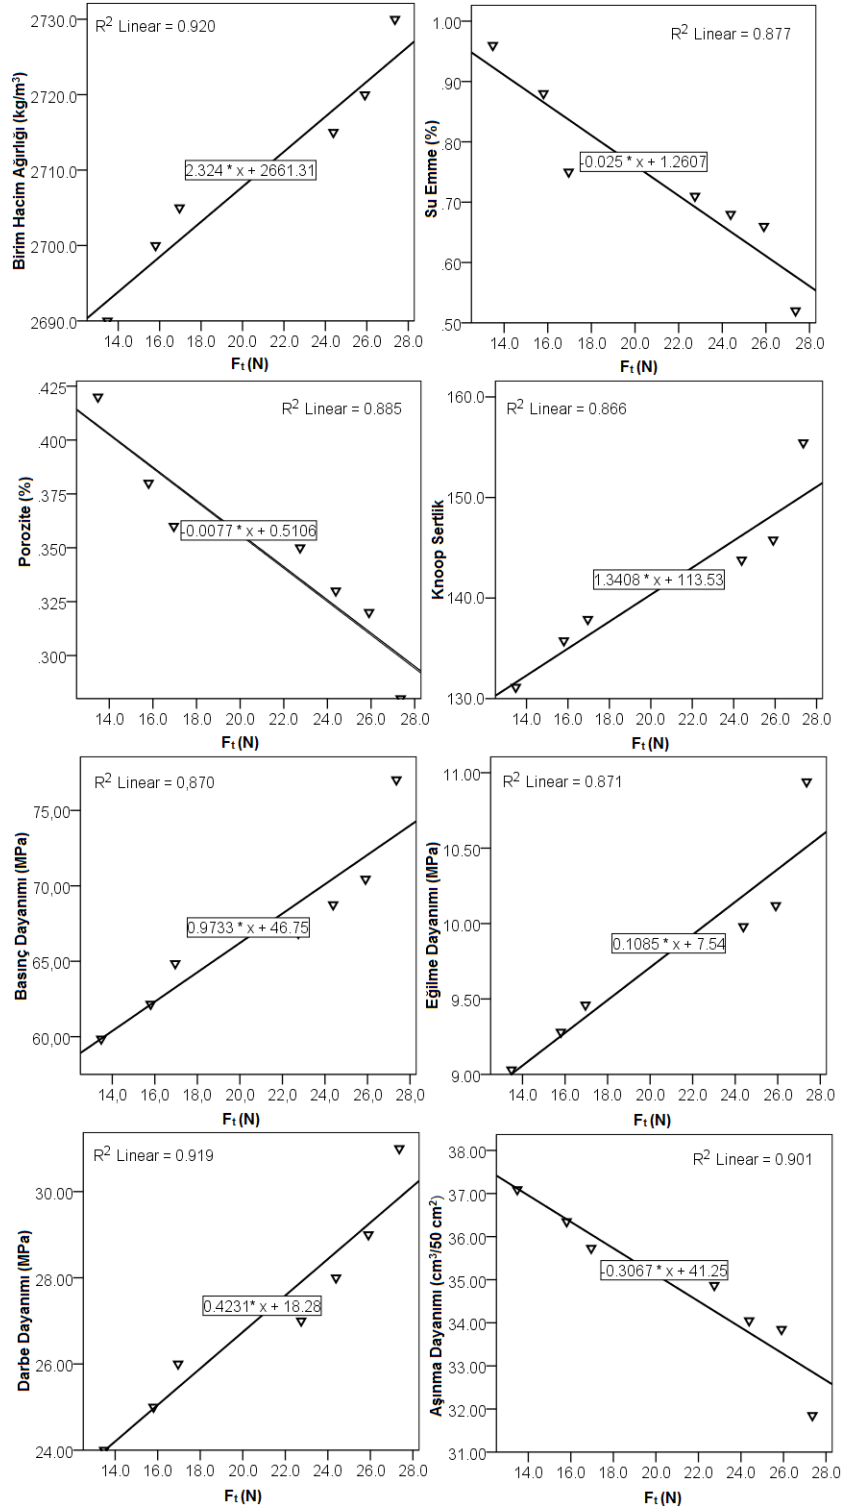 R² Linear = 0.920
Birim Hacim Ağırlığı (kg/m³)
2730.0
2720.0
2710.0
2700.0
2690.0
2.324 * x + 2661.31
14.0 16.0 18.0 20.0 22.0 24.0 26.0 28.0
Fₜ (N)
R² Linear = 0.877
Su Emme (%)
1.00
.90
.80
.70
.60
.50
-0.025 * x + 1.2607
14.0 16.0 18.0 20.0 22.0 24.0 26.0 28.0
Fₜ (N)
R² Linear = 0.885
Porozite (%)
.425
.400
.375
.350
.325
.300
-0.0077 * x + 0.5106
14.0 16.0 18.0 20.0 22.0 24.0 26.0 28.0
Fₜ (N)
R² Linear = 0.866
Knoop Sertlik
160.0
150.0
140.0
130.0
1.3408 * x + 113.53
14.0 16.0 18.0 20.0 22.0 24.0 26.0 28.0
Fₜ (N)
R² Linear = 0,870
Basınç Dayanımı (MPa)
75,00
70,00
65,00
60,00
0.9733 * x + 46.75
14,0 16,0 18,0 20,0 22,0 24,0 26,0 28,0
Fₜ (N)
R² Linear = 0.871
Eğilme Dayanımı (MPa)
11.00
10.50
10.00
9.50
9.00
0.1085 * x + 7.54
14.0 16.0 18.0 20.0 22.0 24.0 26.0 28.0
Fₜ (N)
R² Linear = 0.919
Darbe Dayanımı (MPa)
30.00
28.00
26.00
24.00
0.4231* x + 18.28
14.0 16.0 18.0 20.0 22.0 24.0 26.0 28.0
Fₜ (N)
R² Linear = 0.901
Aşınma Dayanımı (cm³/50 cm²)
38.00
37.00
36.00
35.00
34.00
33.00
32.00
31.00
-0.3067 * x + 41.25
14.0 16.0 18.0 20.0 22.0 24.0 26.0 28.0
Fₜ (N)